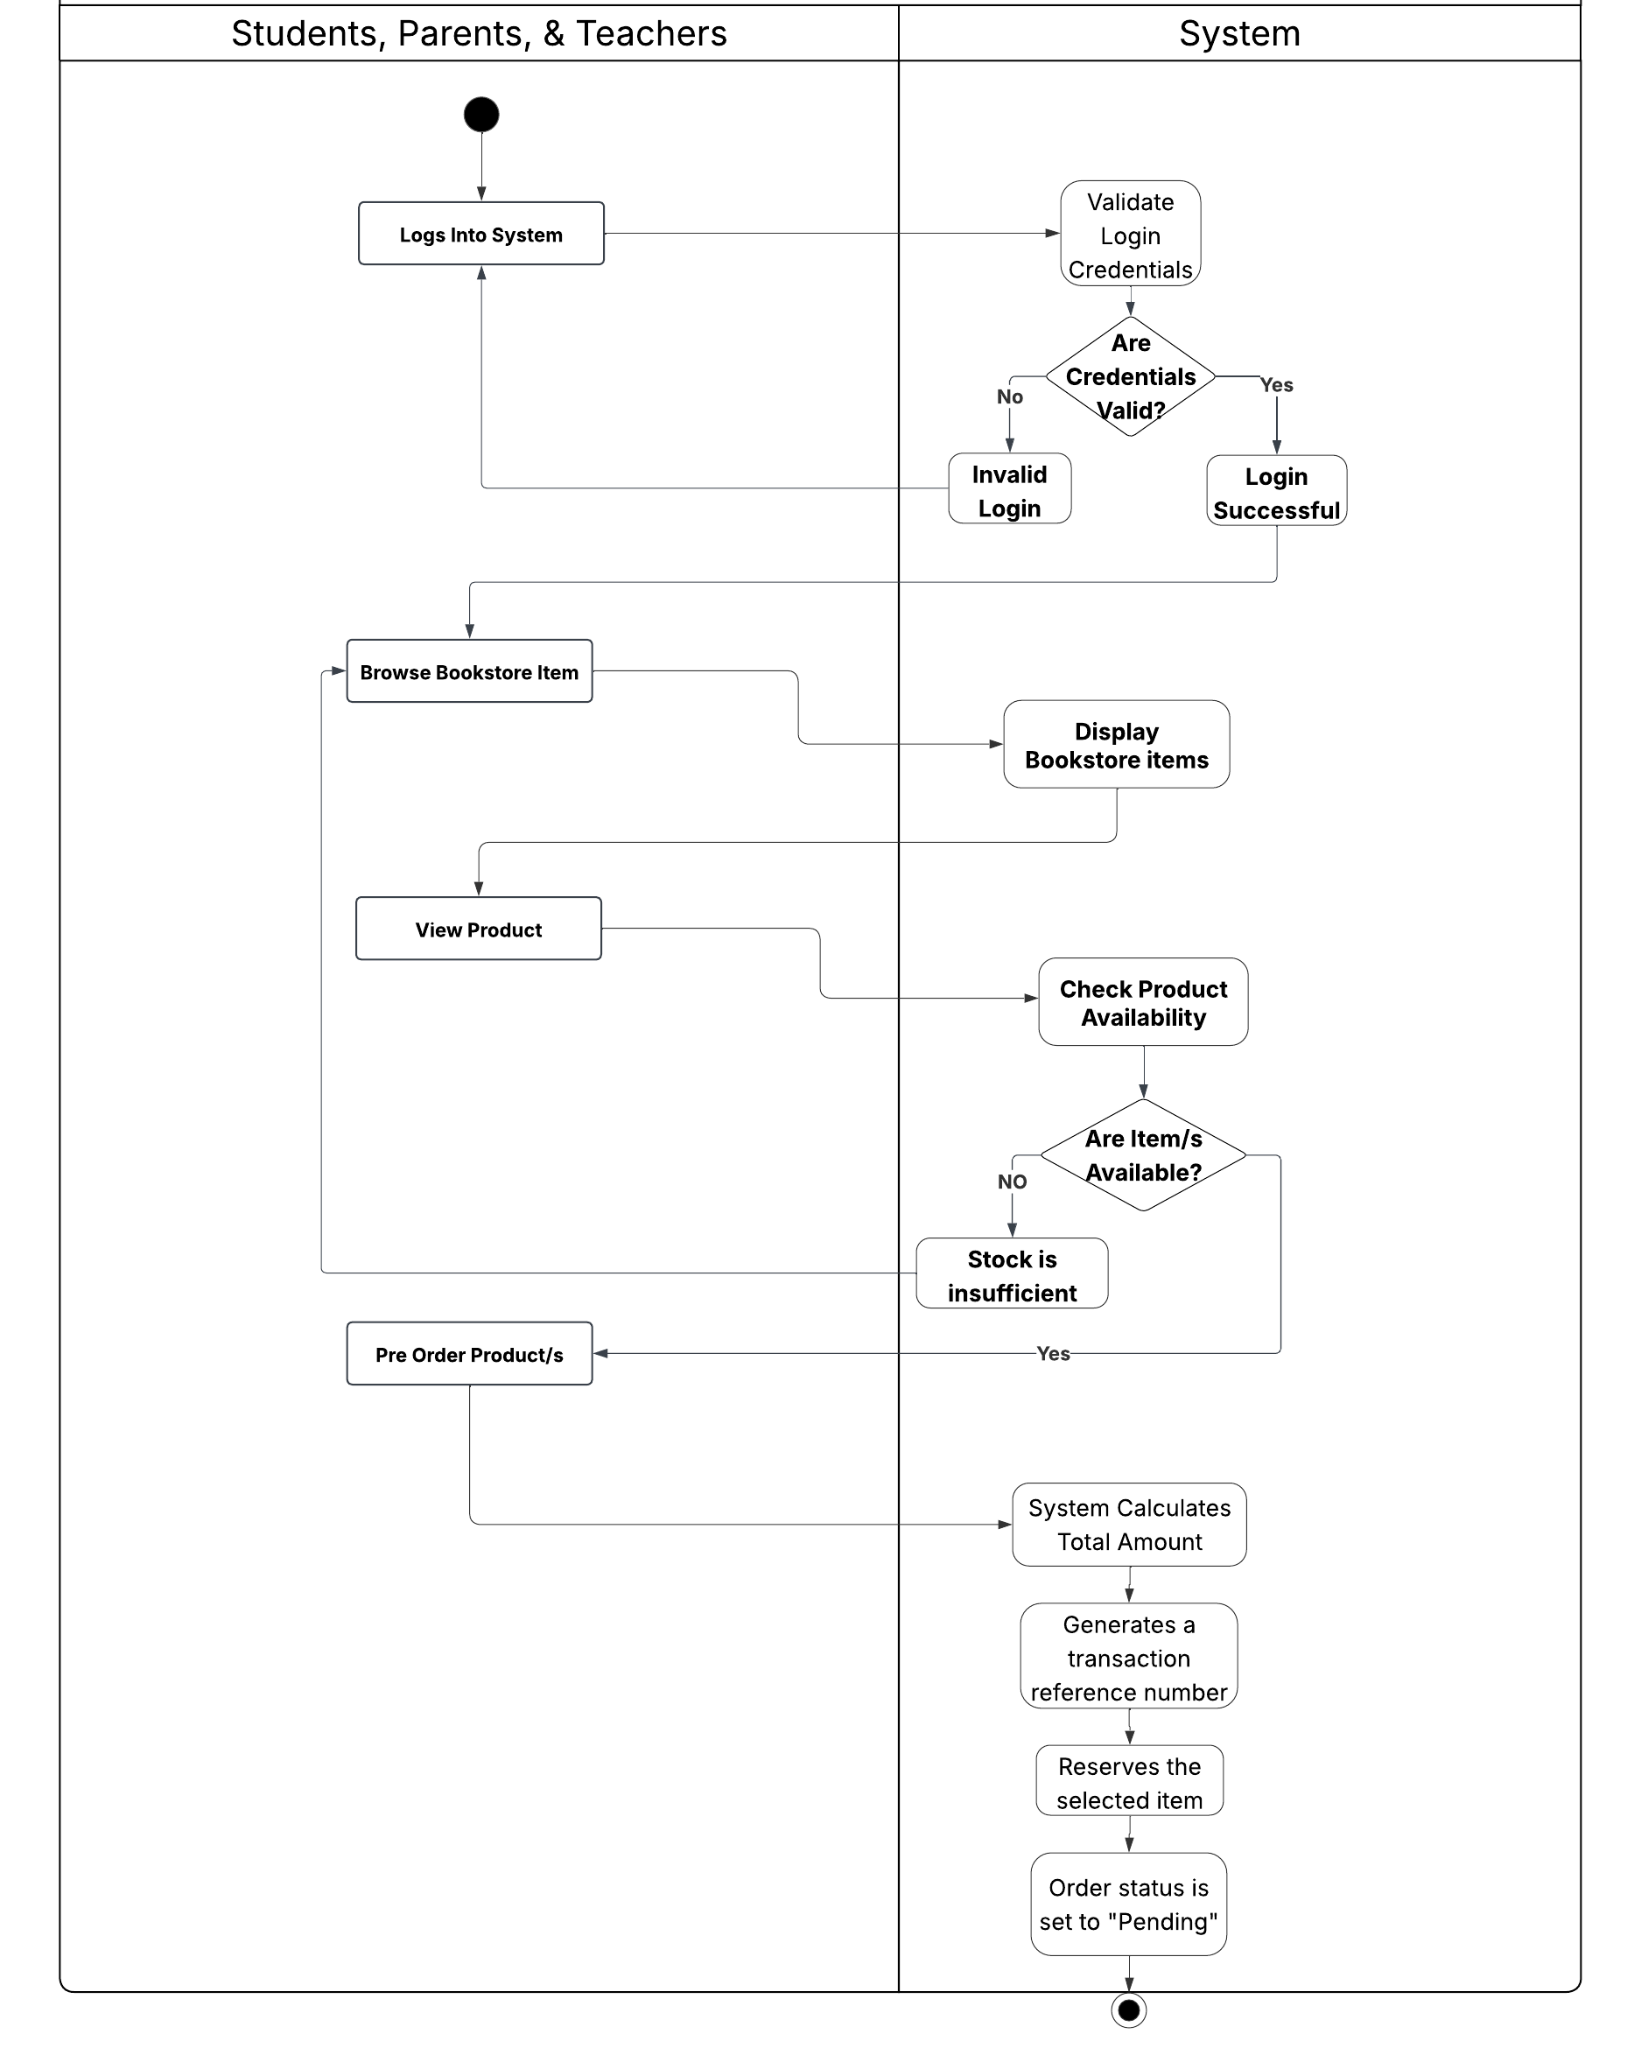 Students, Parents, & Teachers
System
Logs Into System
Validate
Login
Credentials
Are
Credentials
Valid?
No
Yes
Invalid
Login
Login
Successful
Browse Bookstore Item
Display
Bookstore items
View Product
Check Product
Availability
Are Item/s
Available?
NO
Stock is
insufficient
Pre Order Product/s
Yes
System Calculates
Total Amount
Generates a
transaction
reference number
Reserves the
selected item
Order status is
set to "Pending"